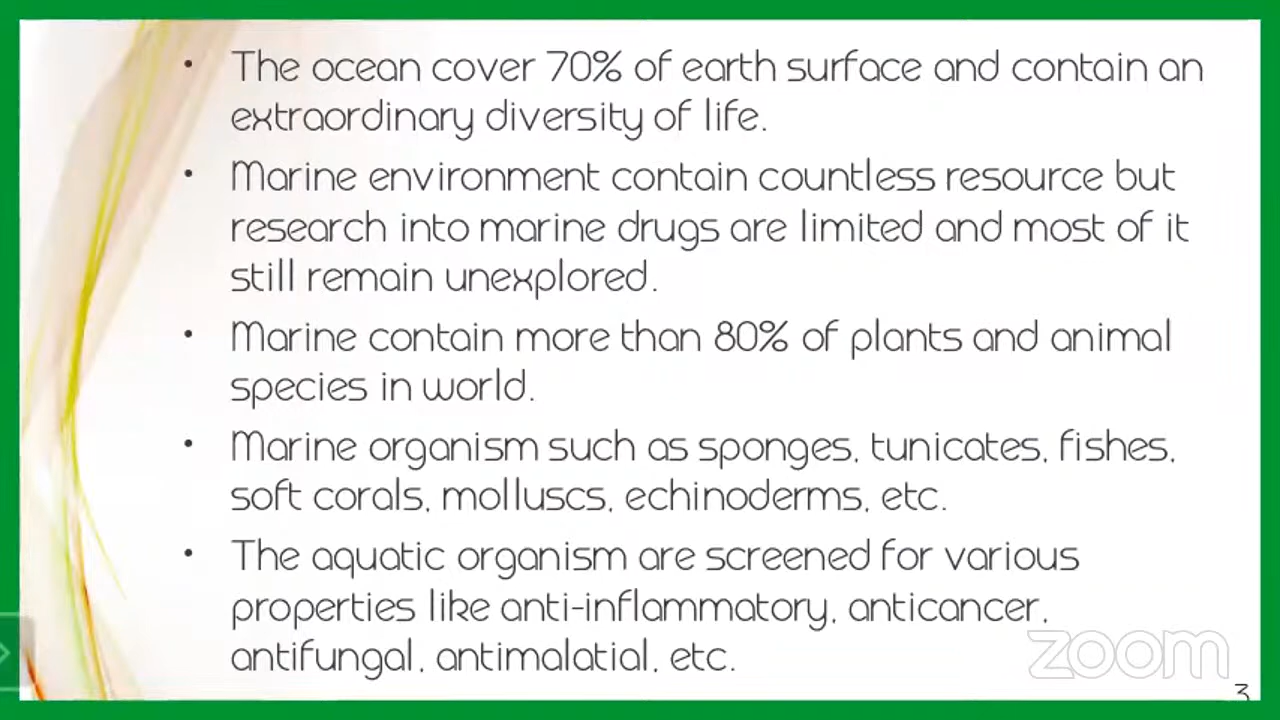 • The ocean cover 70% of earth surface and contain an
extraordinary diversity of life.
• Marine environment contain countless resource but
research into marine drugs are limited and most of it
still remain unexplored.
• Marine contain more than 80% of plants and animal
species in world.
• Marine organism such as sponges, tunicates, fishes,
soft corals, molluscs, echinoderms, etc.
• The aquatic organism are screened for various
properties like anti-inflammatory, anticancer,
antifungal, antimalatial, etc.
zoom
3